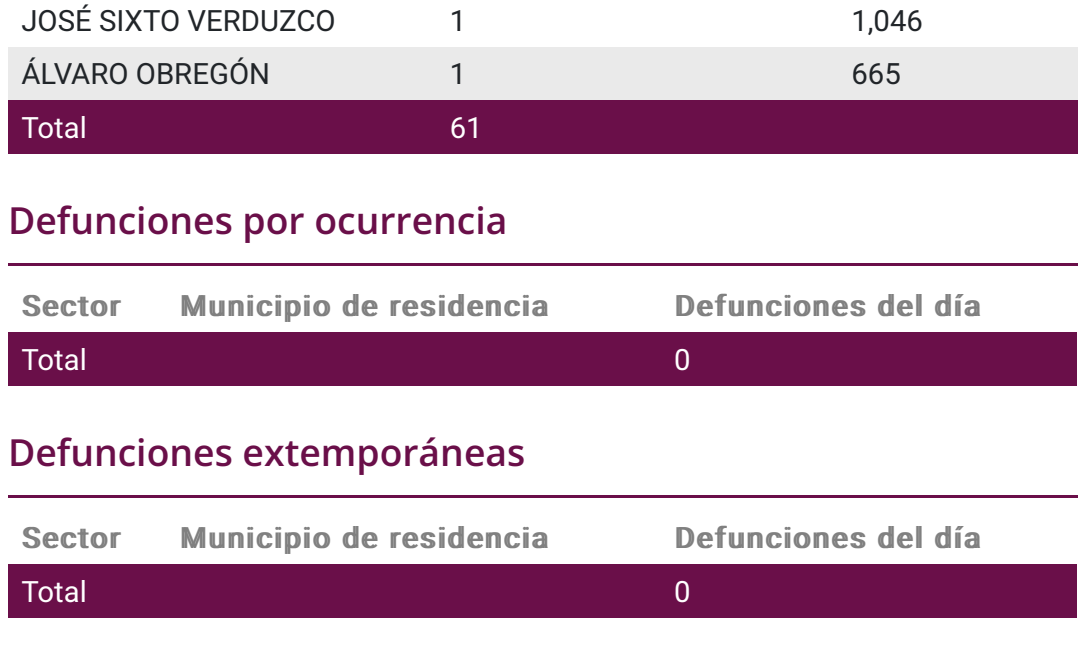 JOSÉ SIXTO VERDUZCO 1 1,046
ÁLVARO OBREGÓN 1 665
Total 61
Defunciones por ocurrencia
Sector Municipio de residencia Defunciones del día
Total 0
Defunciones extemporáneas
Sector Municipio de residencia Defunciones del día
Total 0